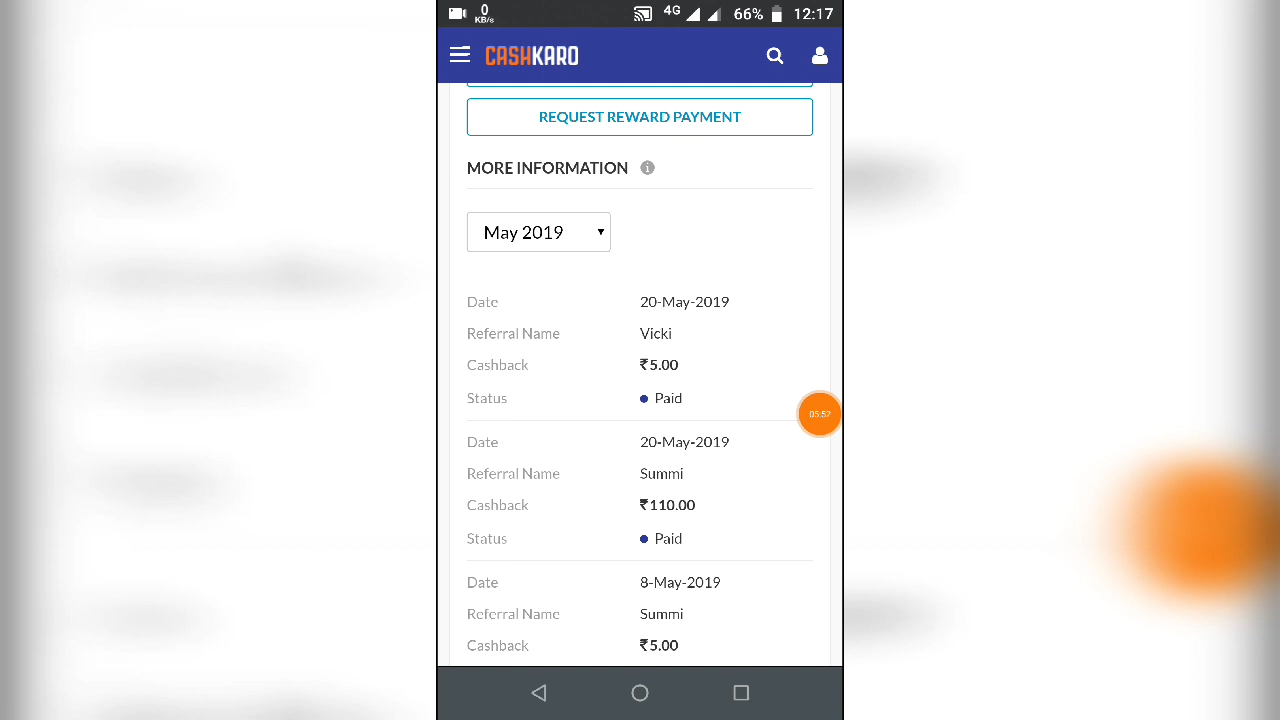 0
KB/s
4G
66%
12:17
CASHKARO
REQUEST REWARD PAYMENT
MORE INFORMATION
May 2019
Date 20-May-2019
Referral Name Vicki
Cashback ₹5.00
Status Paid
05:52
Date 20-May-2019
Referral Name Summi
Cashback ₹110.00
Status Paid
Date 8-May-2019
Referral Name Summi
Cashback ₹5.00